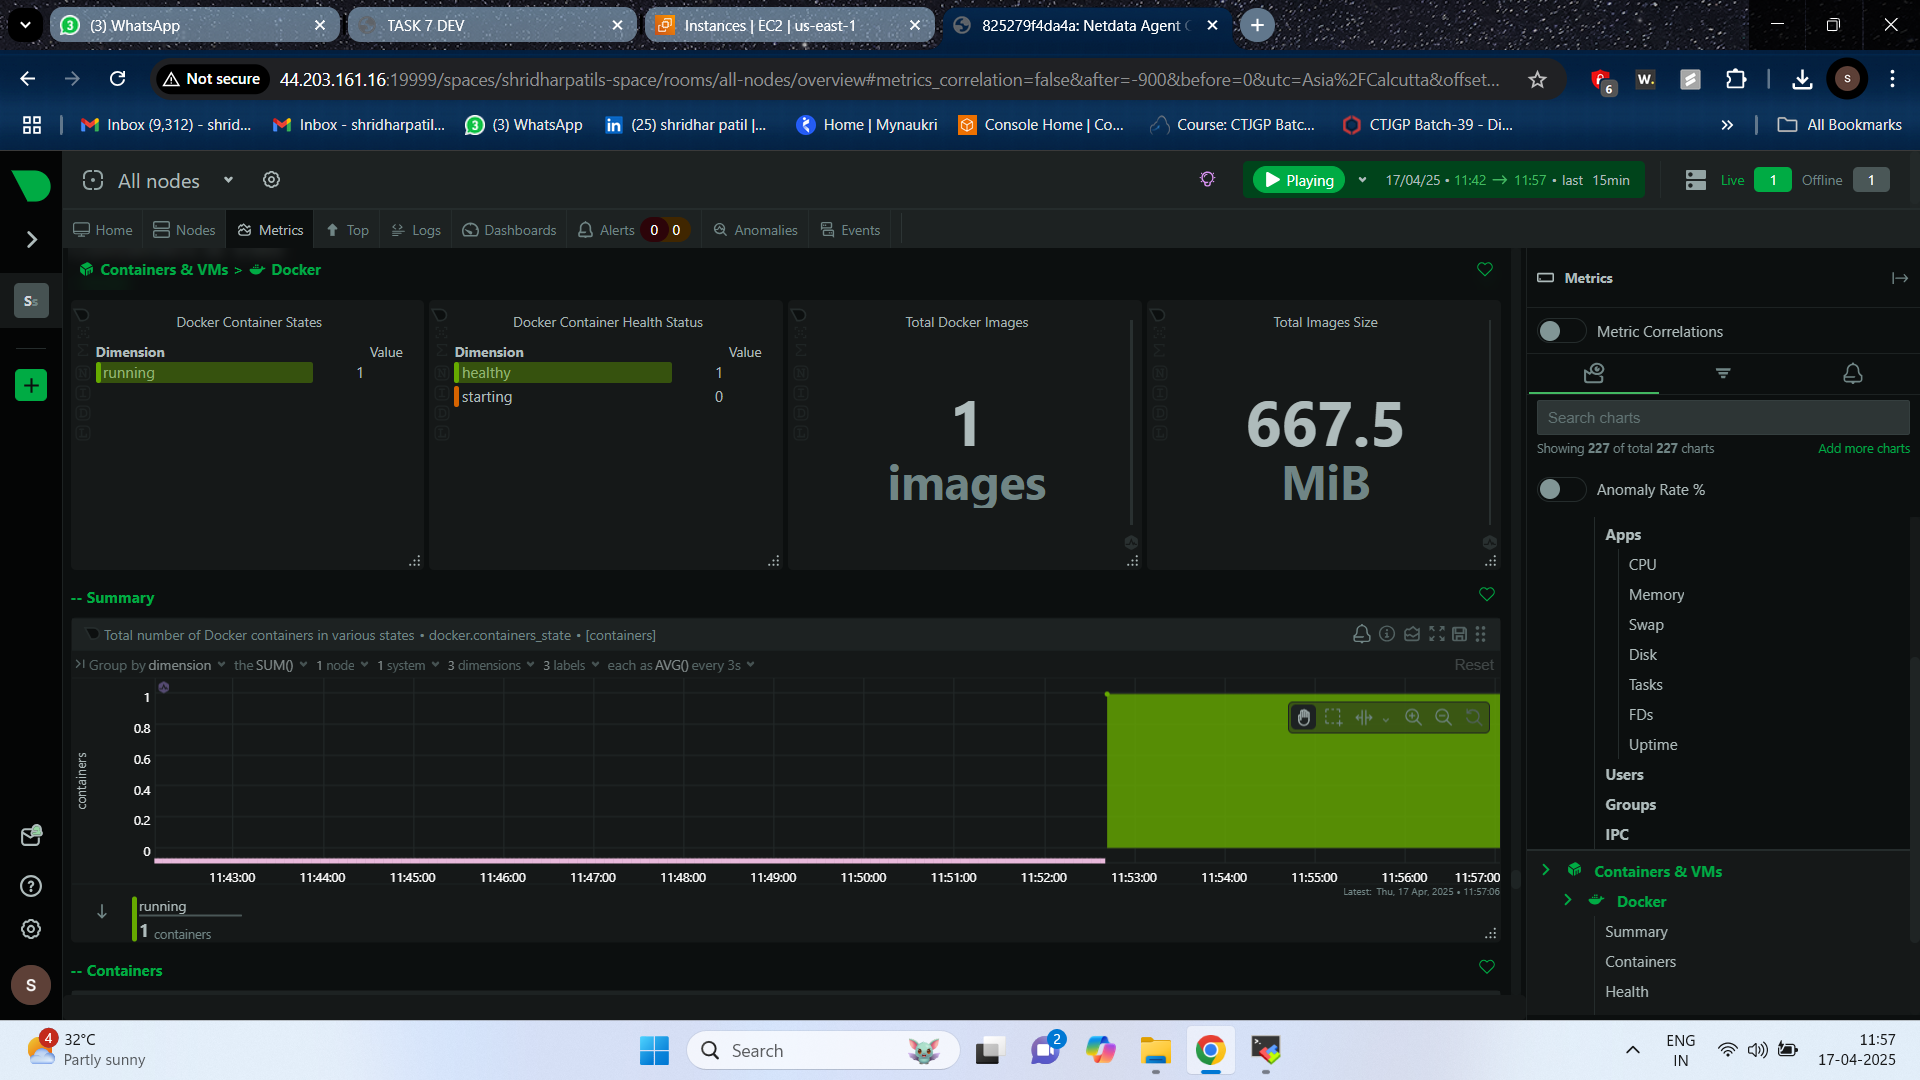 (3) WhatsApp
TASK 7 DEV
Instances | EC2 | us-east-1
825279f4da4a: Netdata Agent C
Not secure
44.203.161.16:19999/spaces/shridharpatils-space/rooms/all-nodes/overview#metrics_correlation=false&after=-900&before=0&utc=Asia%2FCalcutta&offset...
6
W.
S
Inbox (9,312) - shrid...
Inbox - shridharpatil...
(3) WhatsApp
(25) shridhar patil |...
Home | Mynaukri
Console Home | Co...
Course: CTJGP Batc...
CTJGP Batch-39 - Di...
All Bookmarks
All nodes
Playing
17/04/25 • 11:42 → 11:57 • last 15min
Live 1
Offline 1
Home
Nodes
Metrics
Top
Logs
Dashboards
Alerts 0 0
Anomalies
Events
Ss
Containers & VMs > Docker
Docker Container States
Dimension Value
running 1
Docker Container Health Status
Dimension Value
healthy 1
starting 0
Total Docker Images
1
images
Total Images Size
667.5
MiB
-- Summary
Total number of Docker containers in various states • docker.containers_state • [containers]
Group by dimension the SUM() 1 node 1 system 3 dimensions 3 labels each as AVG() every 3s
Reset
containers
1
0.8
0.6
0.4
0.2
0
11:43:00 11:44:00 11:45:00 11:46:00 11:47:00 11:48:00 11:49:00 11:50:00 11:51:00 11:52:00 11:53:00 11:54:00 11:55:00 11:56:00 11:57:00
Latest: Thu, 17 Apr, 2025 • 11:57:06
running
1 containers
-- Containers
Metrics
Metric Correlations
Search charts
Showing 227 of total 227 charts
Add more charts
Anomaly Rate %
Apps
CPU
Memory
Swap
Disk
Tasks
FDs
Uptime
Users
Groups
IPC
Containers & VMs
Docker
Summary
Containers
Health
S
4
32°C
Partly sunny
Search
2
ENG
IN
11:57
17-04-2025